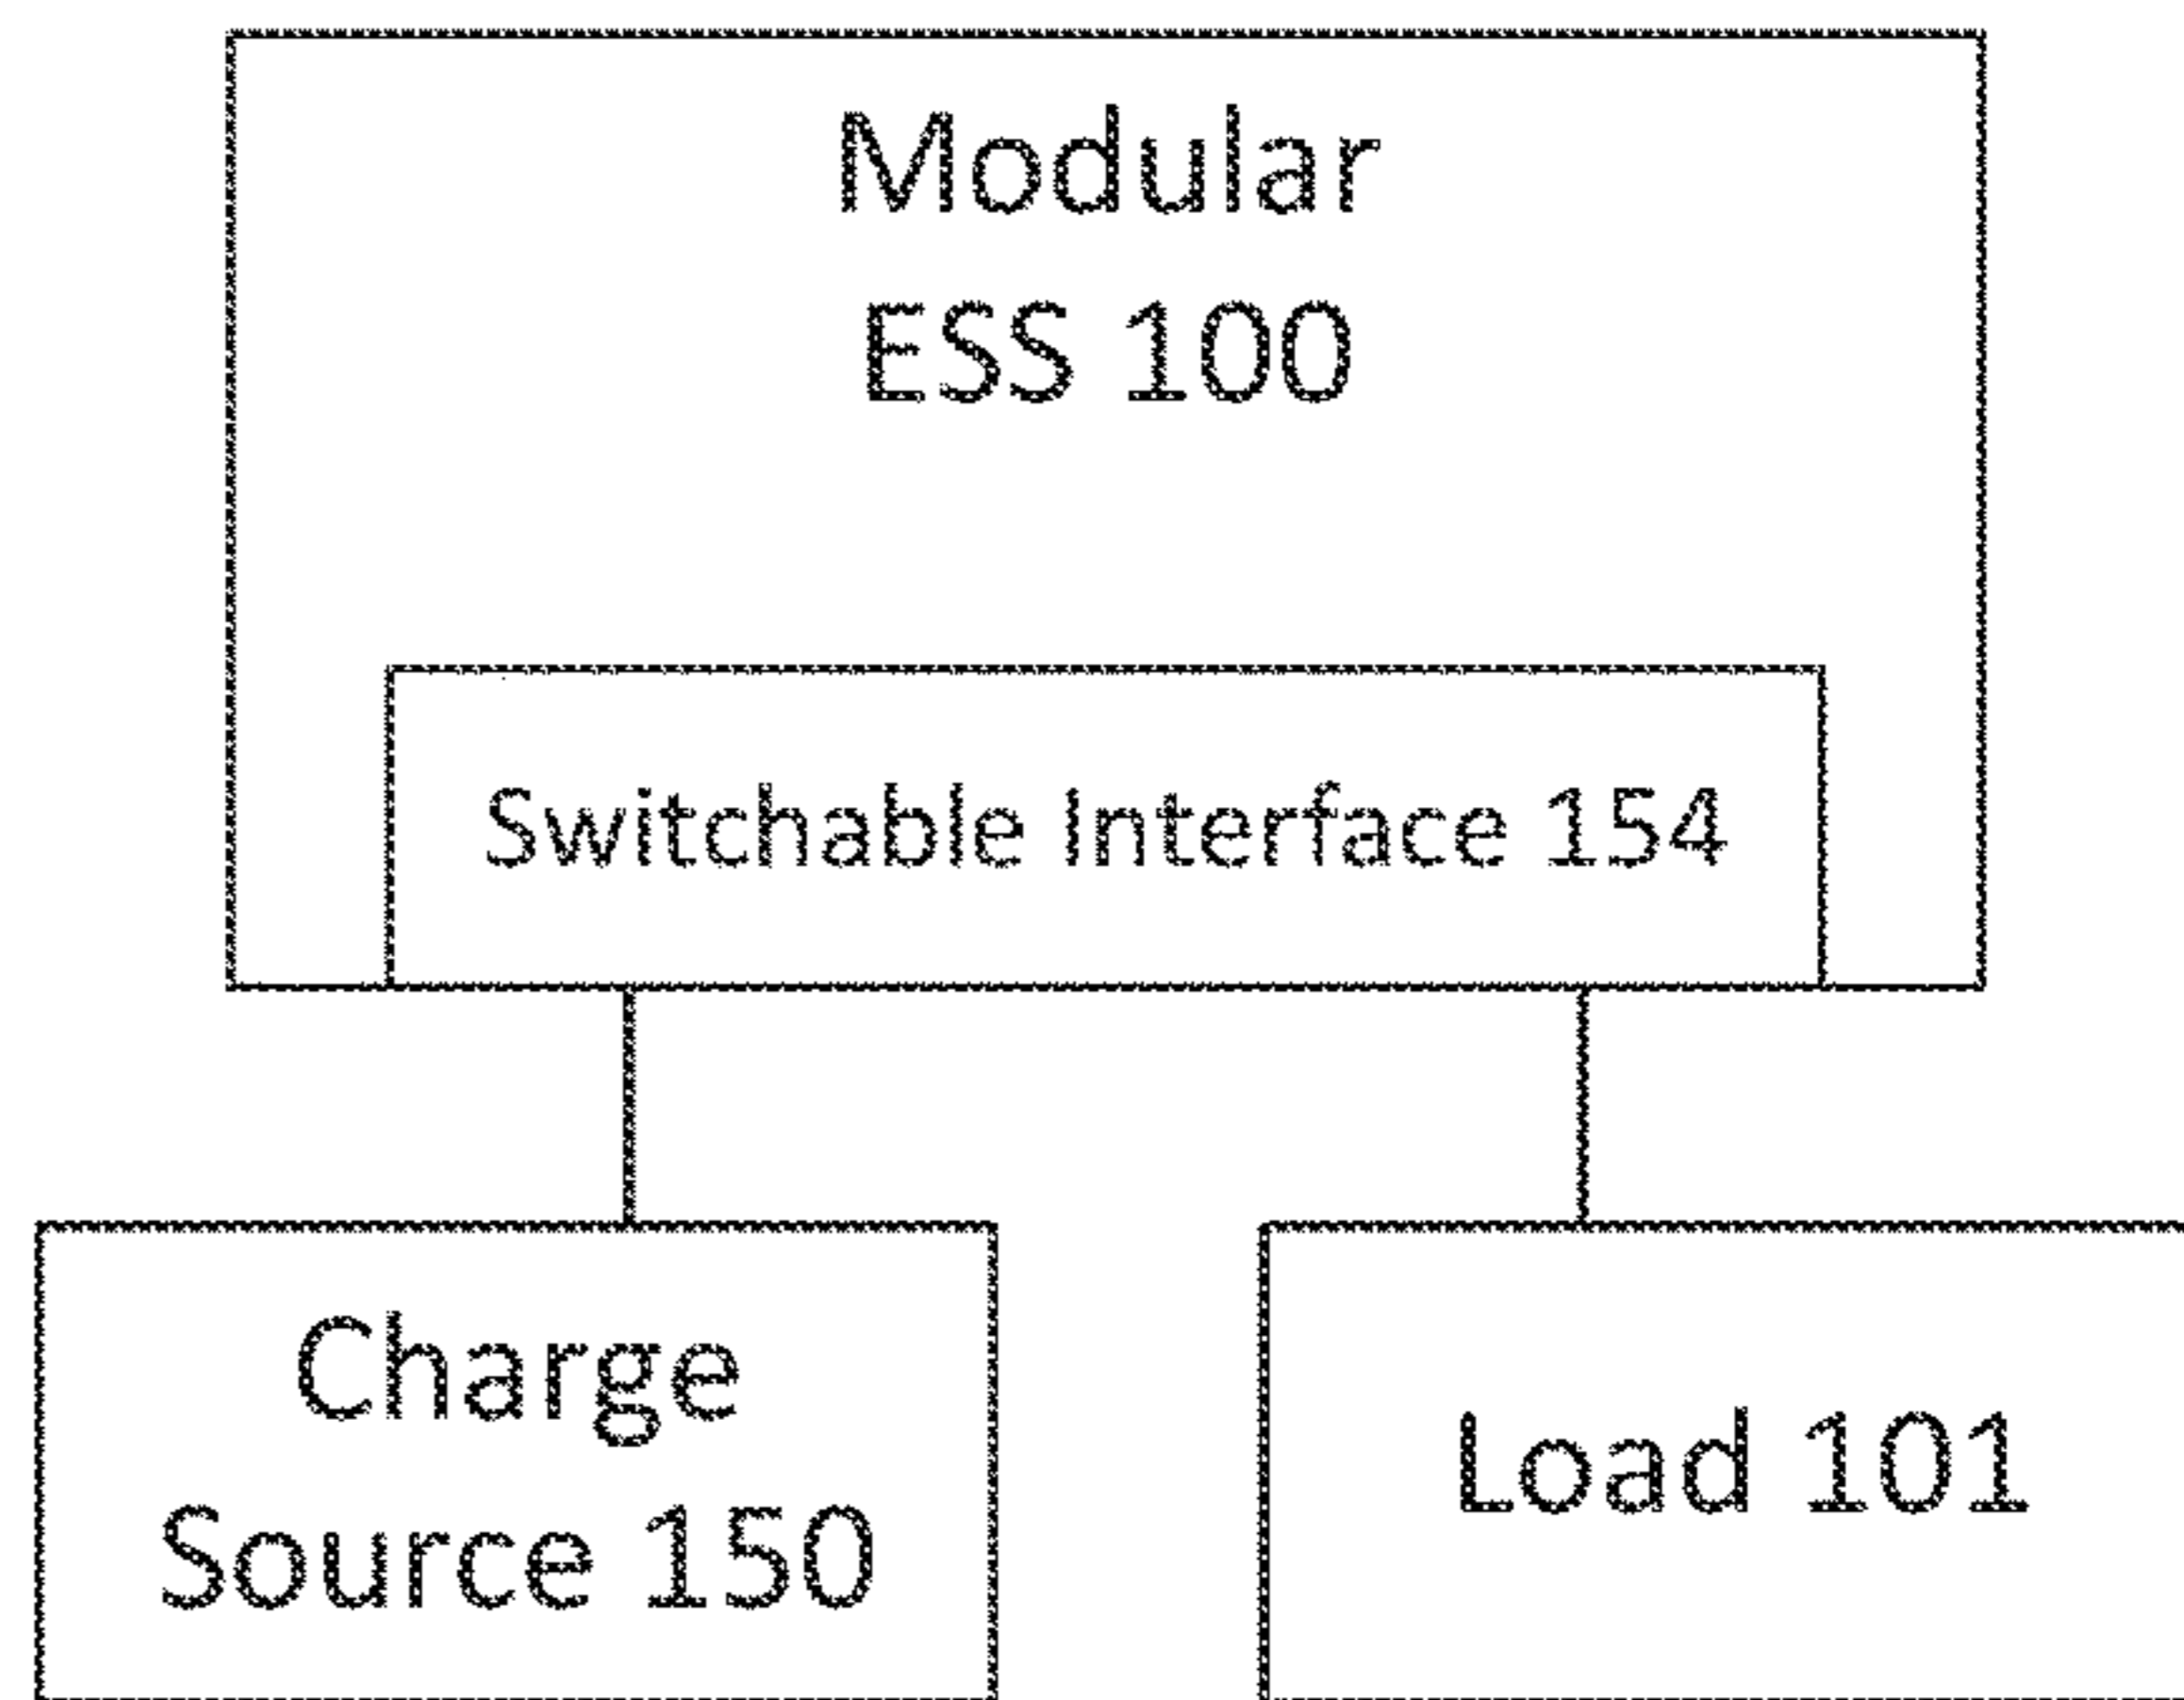 Modular
ESS 100
Switchable Interface 154
Charge
Source 150
Load 101